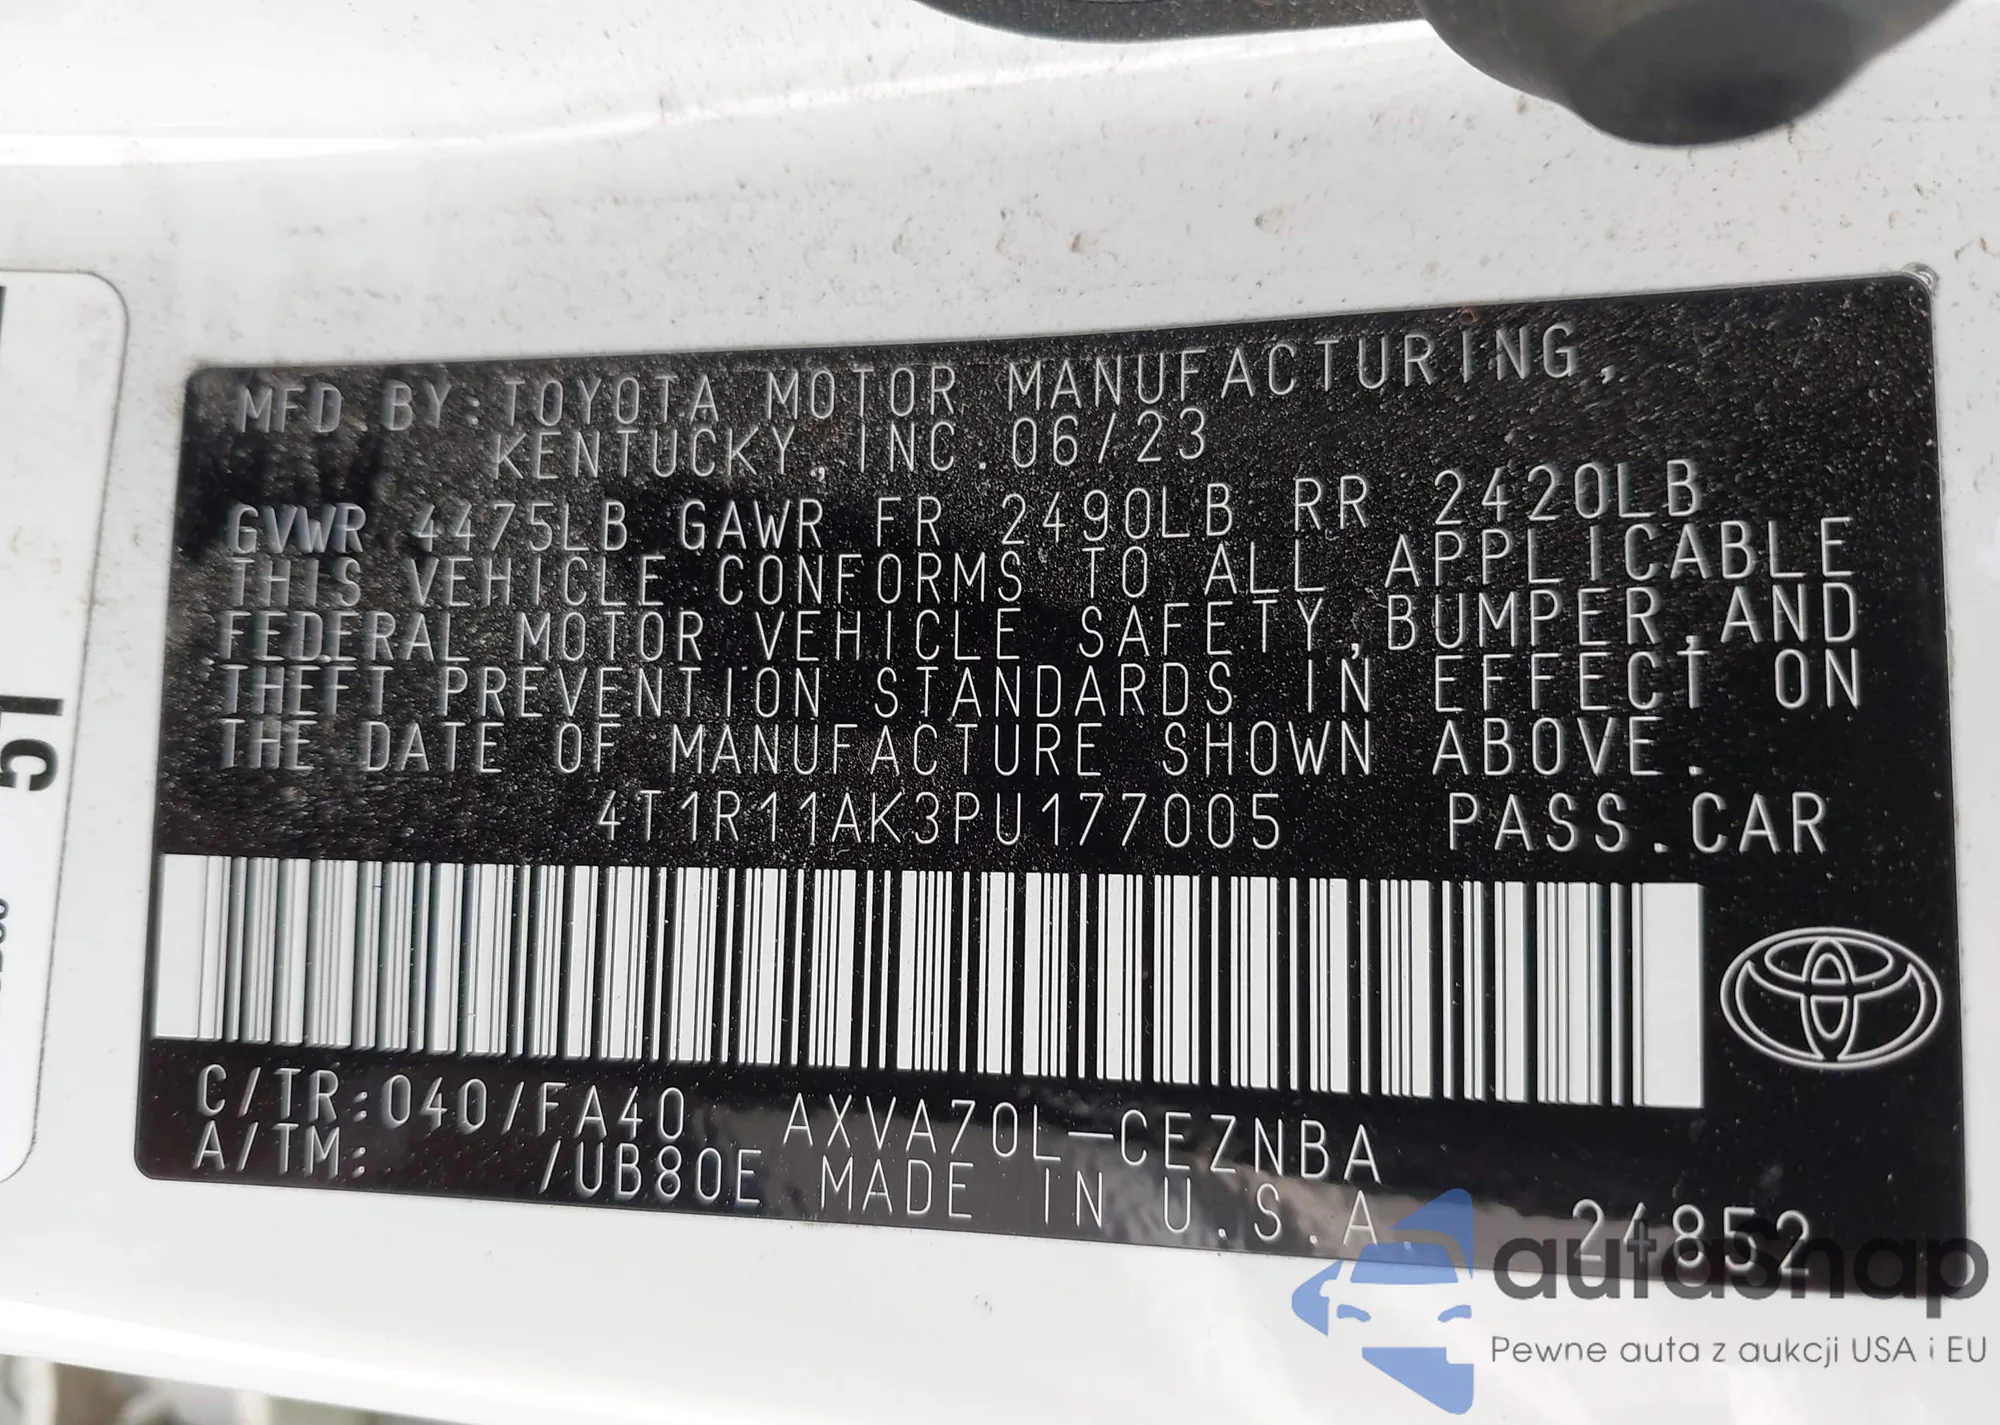 MFD.BY:TOYOTA MOTOR MANUFACTURING,
KENTUCKY, INC. 06/23
GVWR 4475LB GAWR FR 2490LB RR 2420LB
THIS VEHICLE CONFORMS TO ALL APPLICABLE
FEDERAL MOTOR VEHICLE SAFETY,BUMPER,AND
THEFT PREVENTION STANDARDS IN EFFECT ON
THE DATE OF MANUFACTURE SHOWN ABOVE.
4T1R11AK3PU177005 PASS.CAR
C/TR:040/FA40 AXVA70L-CEZNBA
A/TM: /UB80E MADE IN U.S.A. 24852
autosnap
Pewne auta z aukcji USA i EU